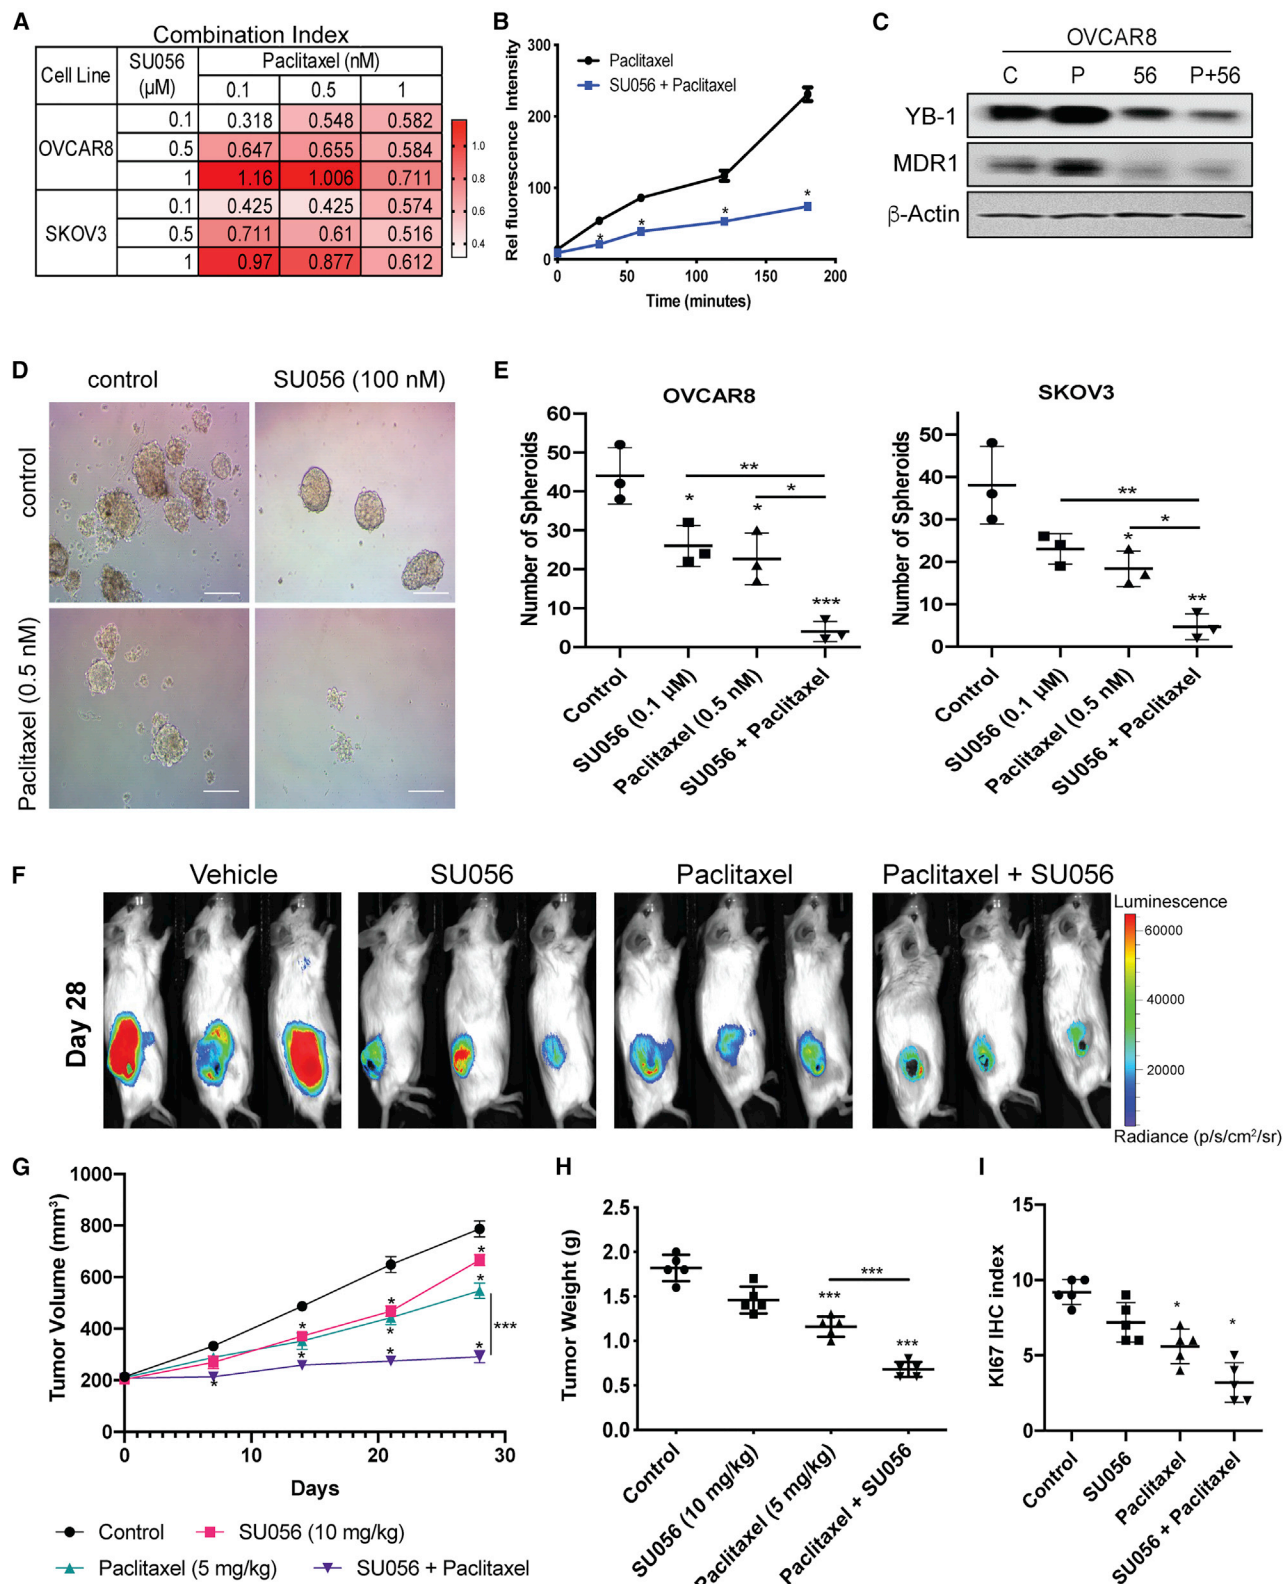 A
Combination Index
Cell Line
SU056 (µM)
Paclitaxel (nM)
0.1 0.5 1
OVCAR8
0.1 0.318 0.548 0.582
0.5 0.647 0.655 0.584
1 1.16 1.006 0.711
SKOV3
0.1 0.425 0.425 0.574
0.5 0.711 0.61 0.516
1 0.97 0.877 0.612
1.0
0.8
0.6
0.4
B
Rel fluorescence Intensity
300
200
100
0
0 50 100 150 200
Time (minutes)
Paclitaxel
SU056 + Paclitaxel
* * * *
C
OVCAR8
C P 56 P+56
YB-1
MDR1
β-Actin
D
control SU056 (100 nM)
control
Paclitaxel (0.5 nM)
E
OVCAR8
Number of Spheroids
60
50
40
30
20
10
0
**
*
* * ***
Control
SU056 (0.1 µM)
Paclitaxel (0.5 nM)
SU056 + Paclitaxel
SKOV3
Number of Spheroids
50
40
30
20
10
0
**
*
* **
Control
SU056 (0.1 µM)
Paclitaxel (0.5 nM)
SU056 + Paclitaxel
F
Vehicle SU056 Paclitaxel Paclitaxel + SU056
Day 28
Luminescence
60000
40000
20000
Radiance (p/s/cm²/sr)
G
Tumor Volume (mm³)
1000
800
600
400
200
0
0 10 20 30
Days
* * * * * * * * * *
***
Control
SU056 (10 mg/kg)
Paclitaxel (5 mg/kg)
SU056 + Paclitaxel
H
Tumor Weight (g)
2.5
2.0
1.5
1.0
0.5
0.0
***
*** ***
Control
SU056 (10 mg/kg)
Paclitaxel (5 mg/kg)
Paclitaxel + SU056
I
KI67 IHC index
15
10
5
0
* *
Control
SU056
Paclitaxel
SU056 + Paclitaxel